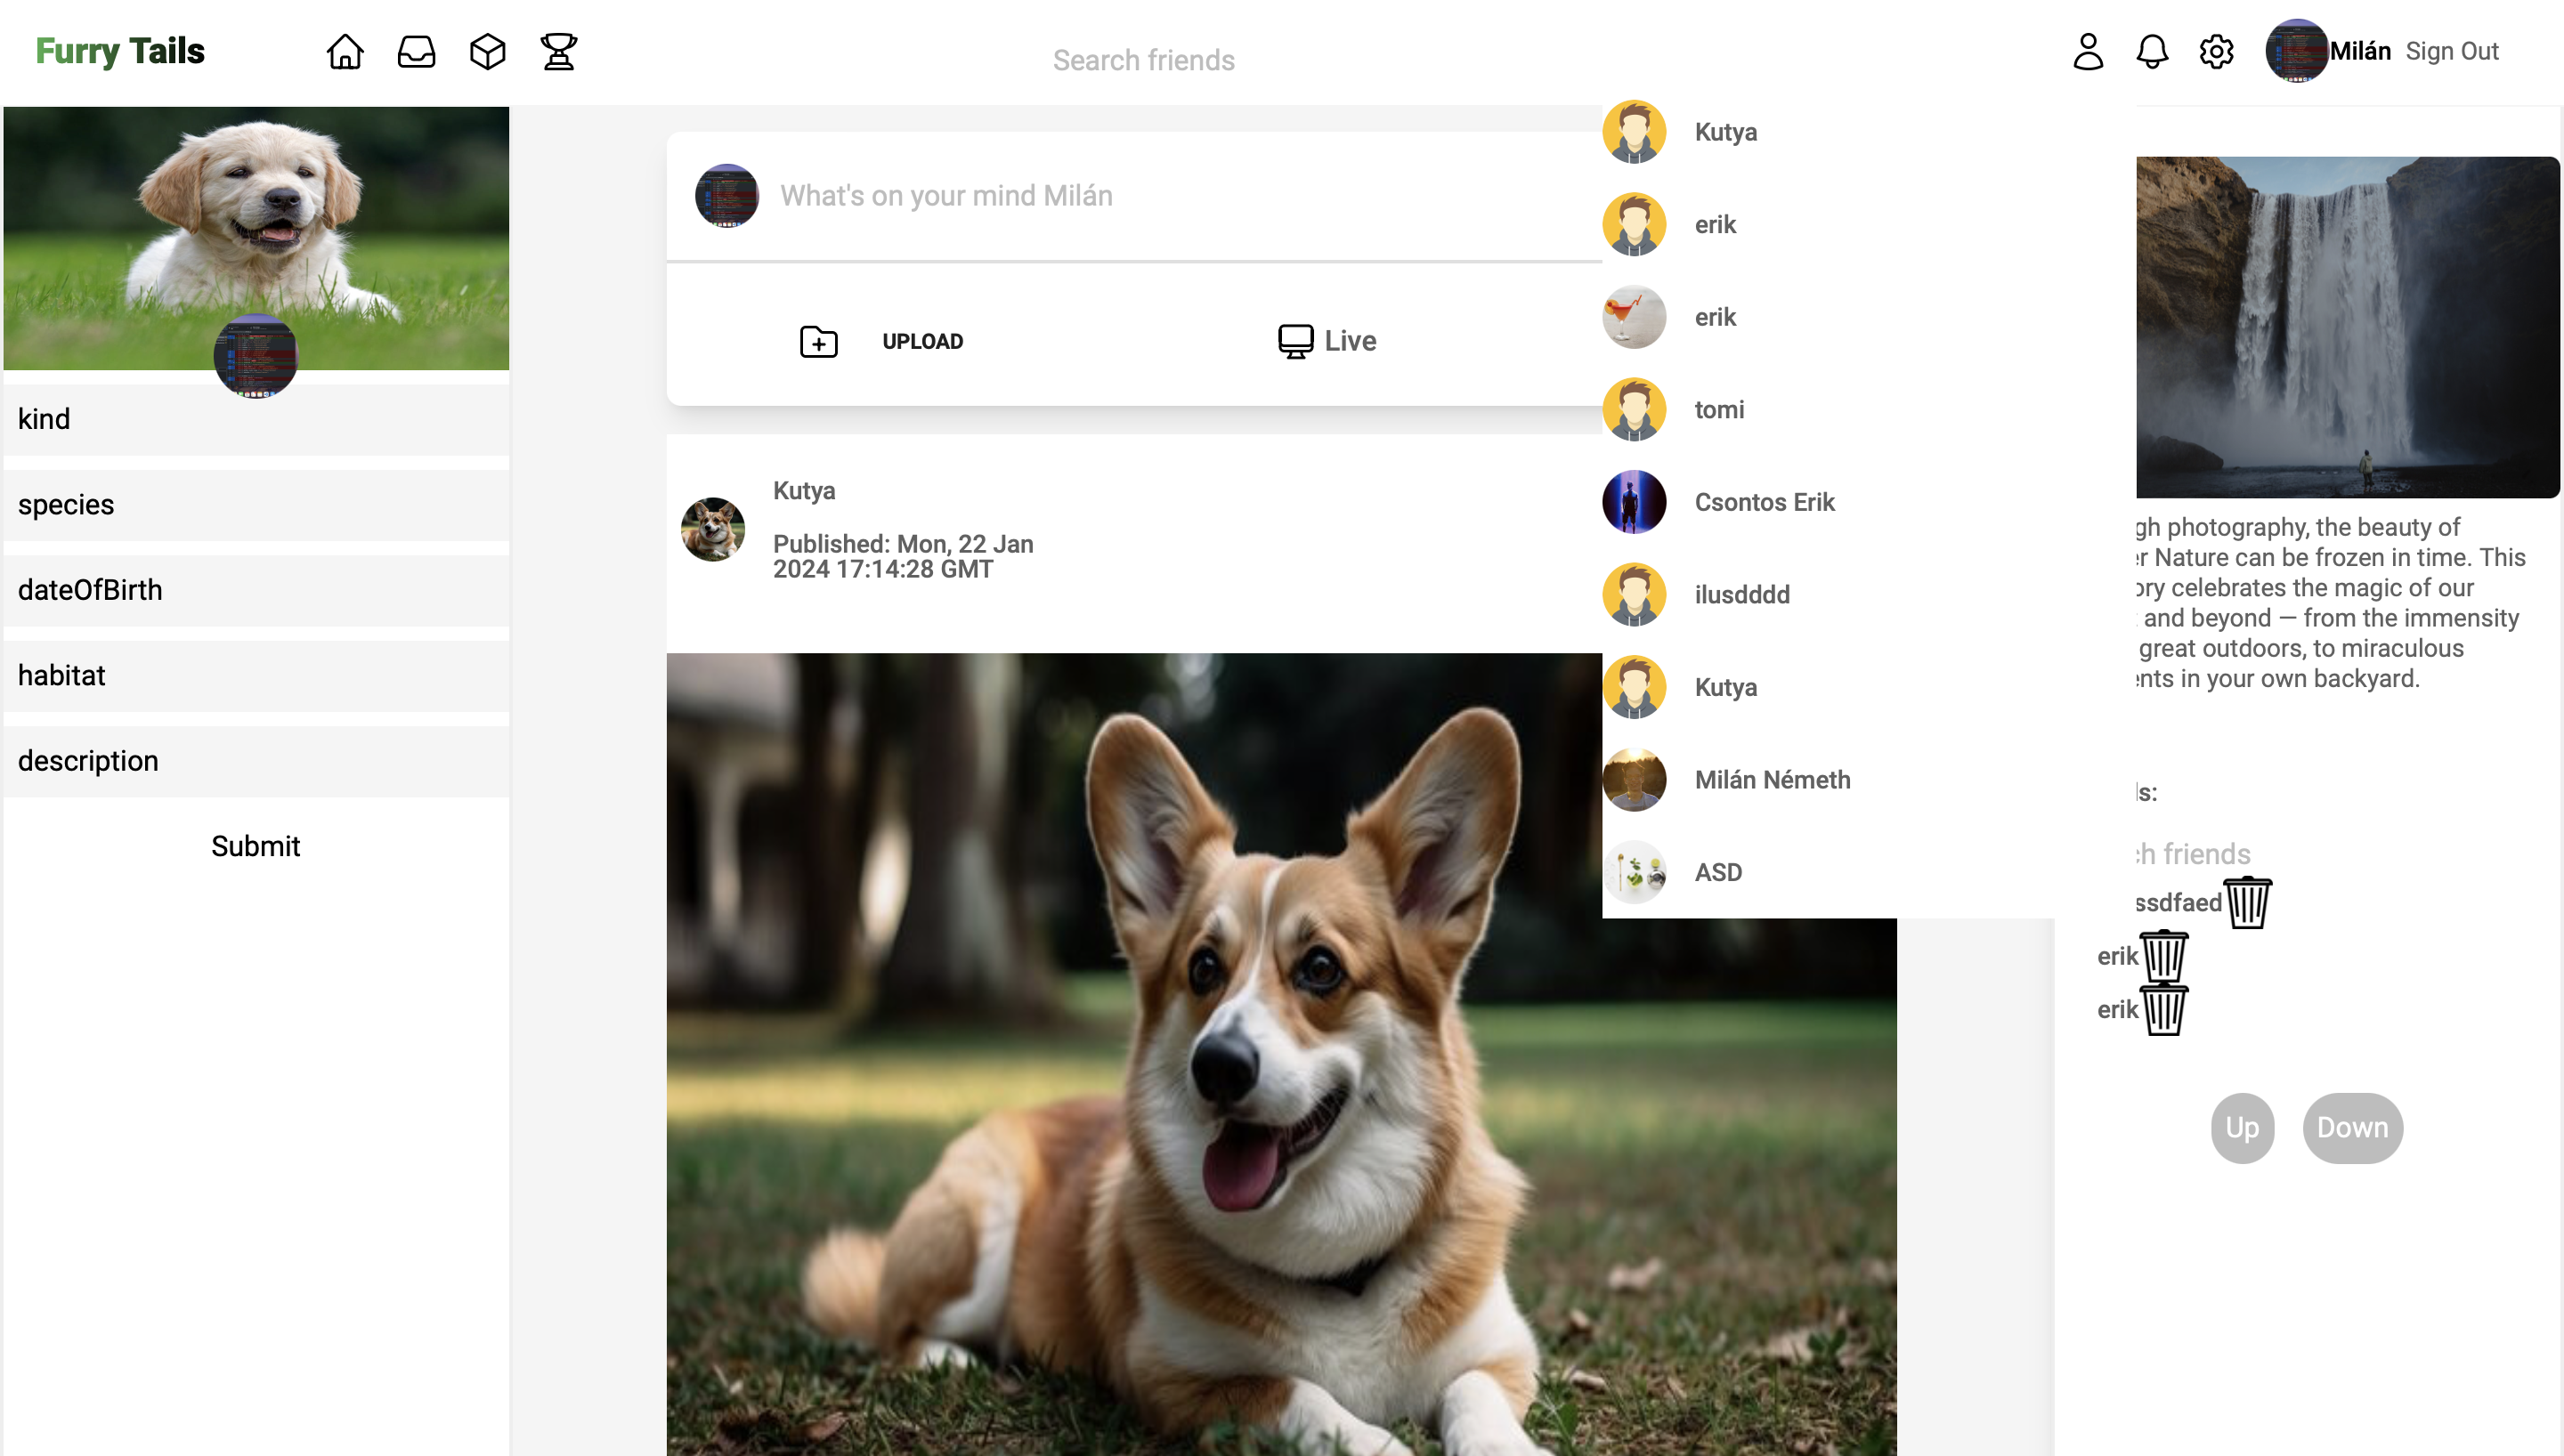 Furry Tails
Search friends
Milán Sign Out
kind
species
dateOfBirth
habitat
description
Submit
What's on your mind Milán
UPLOAD
Live
Kutya
Published: Mon, 22 Jan
2024 17:14:28 GMT
Kutya
erik
erik
tomi
Csontos Erik
ilusdddd
Kutya
Milán Németh
ASD
photography, the beauty of
Nature can be frozen in time. This
celebrates the magic of our
and beyond — from the immensity
great outdoors, to miraculous
in your own backyard.
friends
ssdfaed
erik
erik
Up
Down